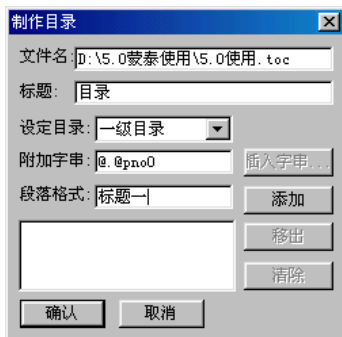 制作目录
文件名: D:\5.0蒙泰使用\5.0使用.toc
标题: 目录
设定目录: 一级目录
附加字串: @.@pno0
插入字串...
段落格式: 标题一
添加
移出
清除
确认
取消